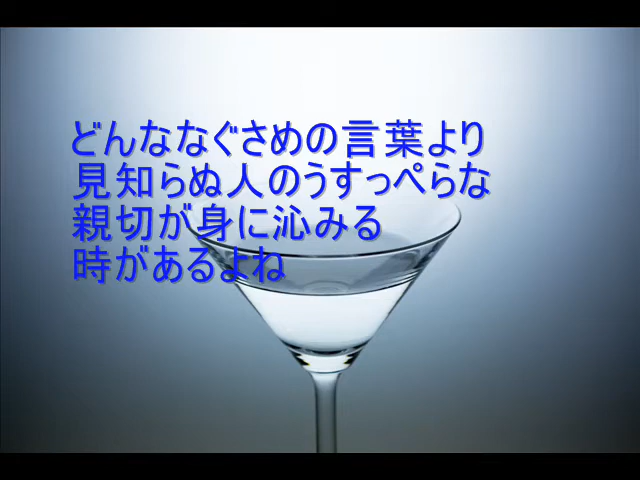 どんななぐさめの言葉より
見知らぬ人のうすっぺらな
親切が身に沁みる
時があるよね